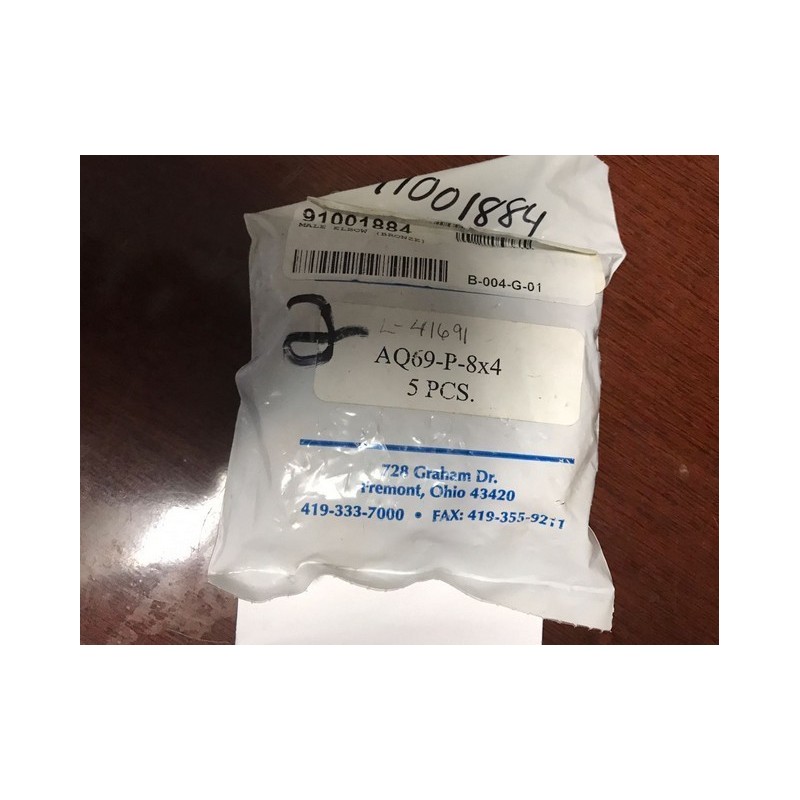 91001884
91001884
MALE ELBOW (BRONZE)
B-004-G-01
2
L-41691
AQ69-P-8x4
5 PCS.
728 Graham Dr.
Fremont, Ohio 43420
419-333-7000 • FAX: 419-355-9211